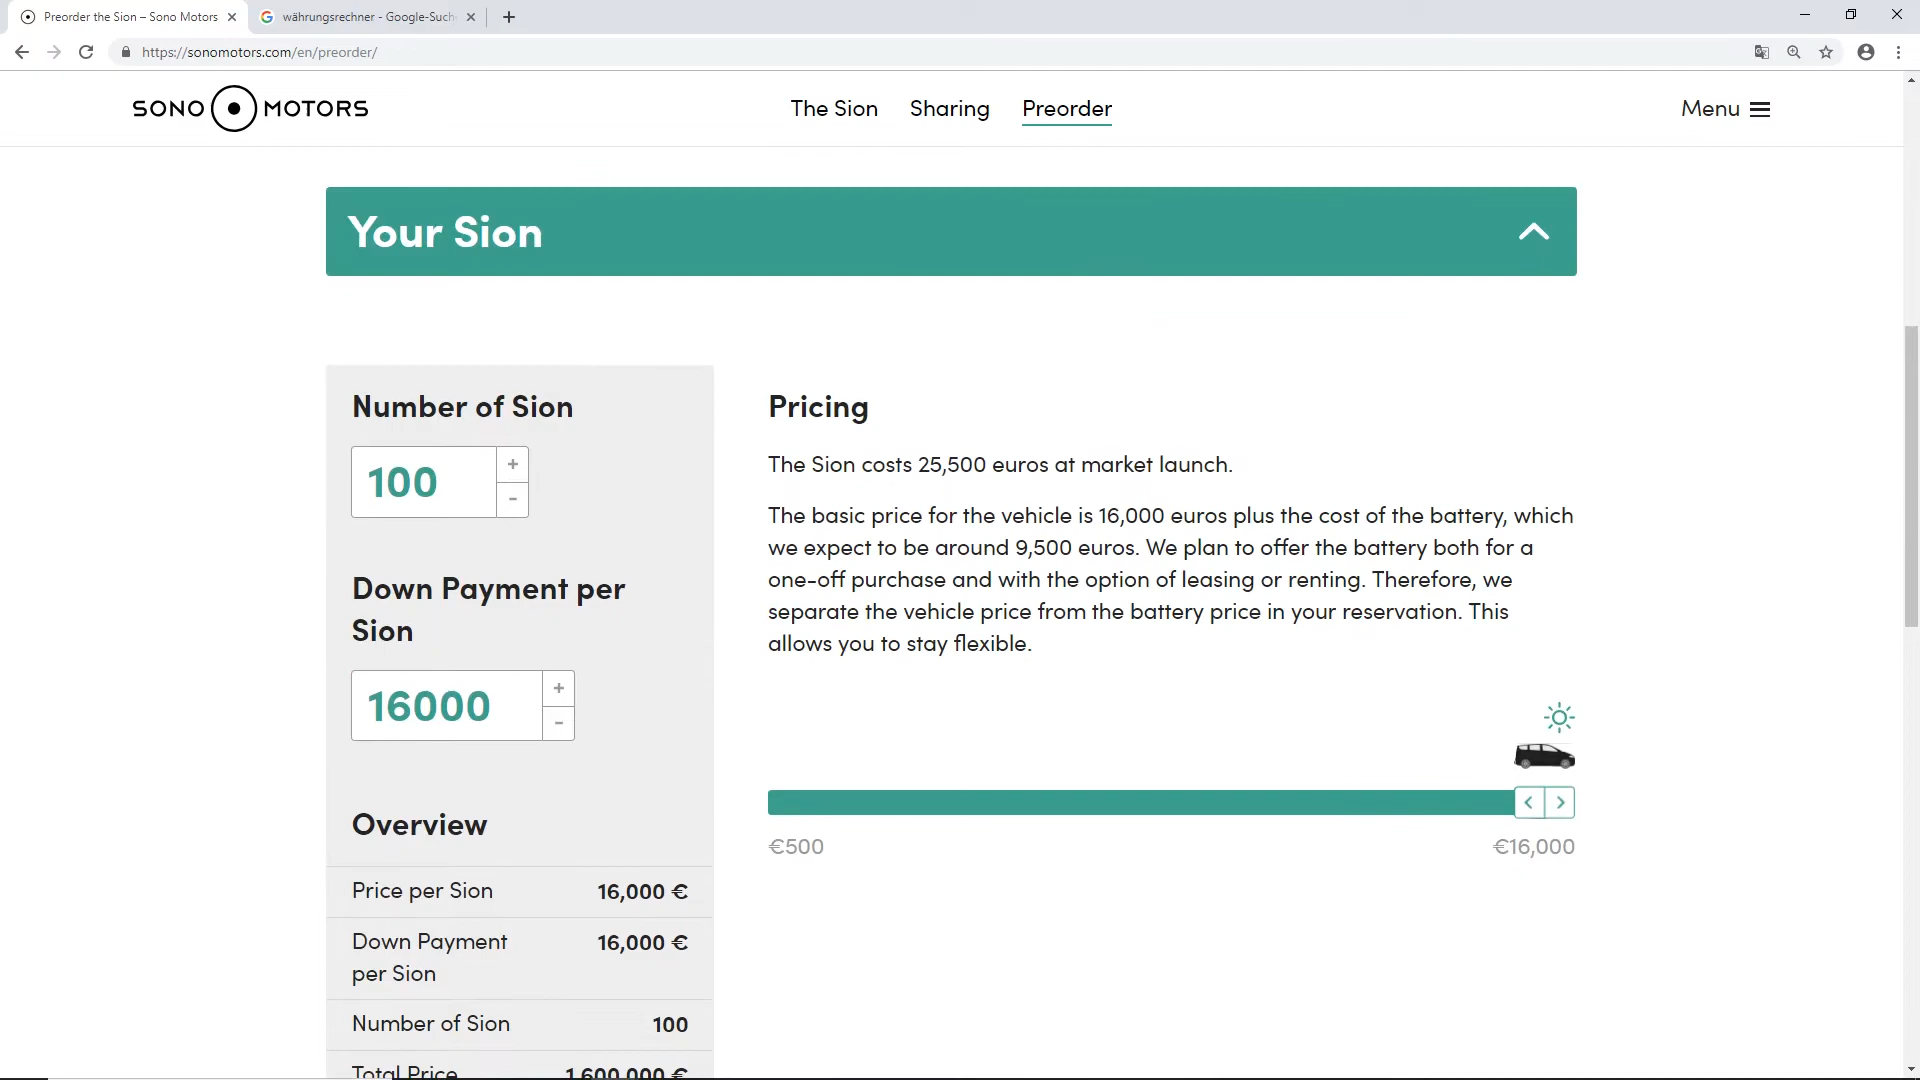 Preorder the Sion – Sono Motors
währungsrechner - Google-Such
https://sonomotors.com/en/preorder/
SONO MOTORS
The Sion
Sharing
Preorder
Menu
Your Sion
Number of Sion
100
+
-
Down Payment per
Sion
16000
+
-
Overview
Price per Sion 16,000 €
Down Payment
per Sion 16,000 €
Number of Sion 100
Total Price 1,600,000 €
Pricing
The Sion costs 25,500 euros at market launch.
The basic price for the vehicle is 16,000 euros plus the cost of the battery, which
we expect to be around 9,500 euros. We plan to offer the battery both for a
one-off purchase and with the option of leasing or renting. Therefore, we
separate the vehicle price from the battery price in your reservation. This
allows you to stay flexible.
€500
€16,000